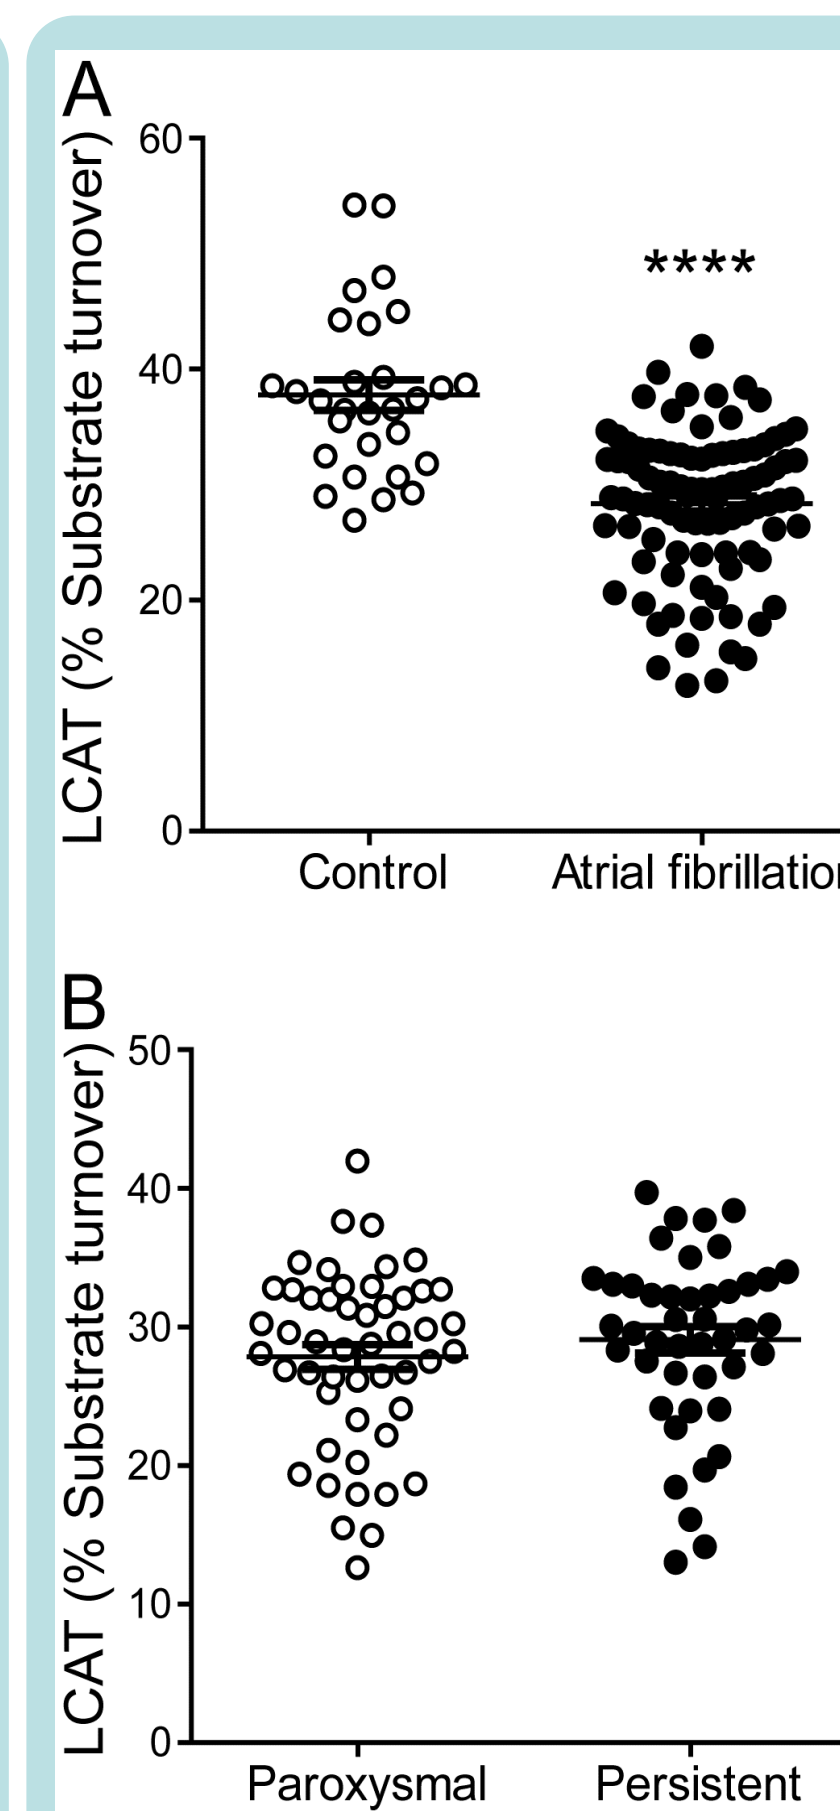 A
LCAT (% Substrate turnover)
60
40
20
0
****
Control
Atrial fibrillatio
B
LCAT (% Substrate turnover)
50
40
30
20
10
0
Paroxysmal
Persistent